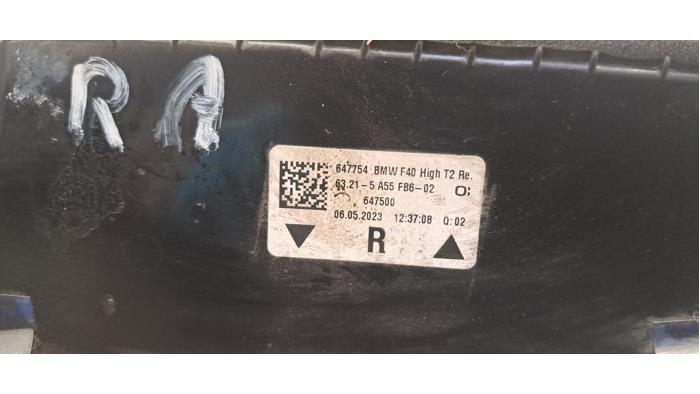 R A
647754 BMW F40 High T2 Re.
63.21-5 A55 FB6-02 O:
647500
06.05.2023 12:37:08 Q:02
R